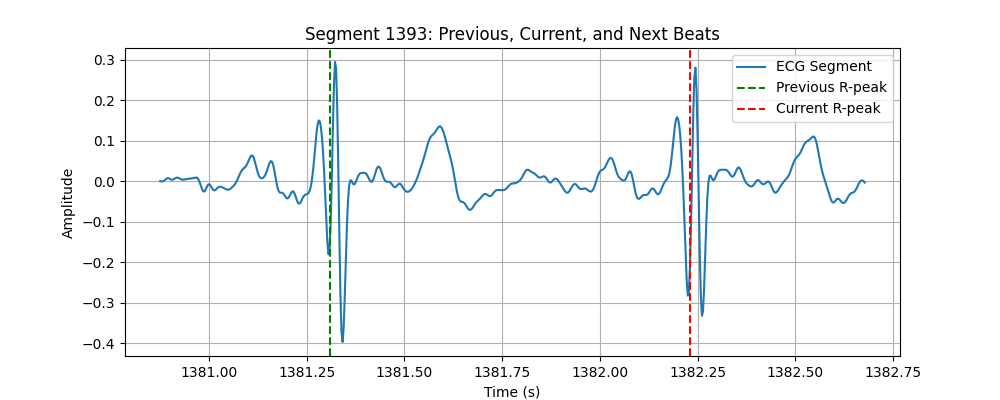 Segment 1393: Previous, Current, and Next Beats
ECG Segment
Previous R-peak
Current R-peak
Amplitude
0.3
0.2
0.1
0.0
−0.1
−0.2
−0.3
−0.4
1381.00 1381.25 1381.50 1381.75 1382.00 1382.25 1382.50 1382.75
Time (s)